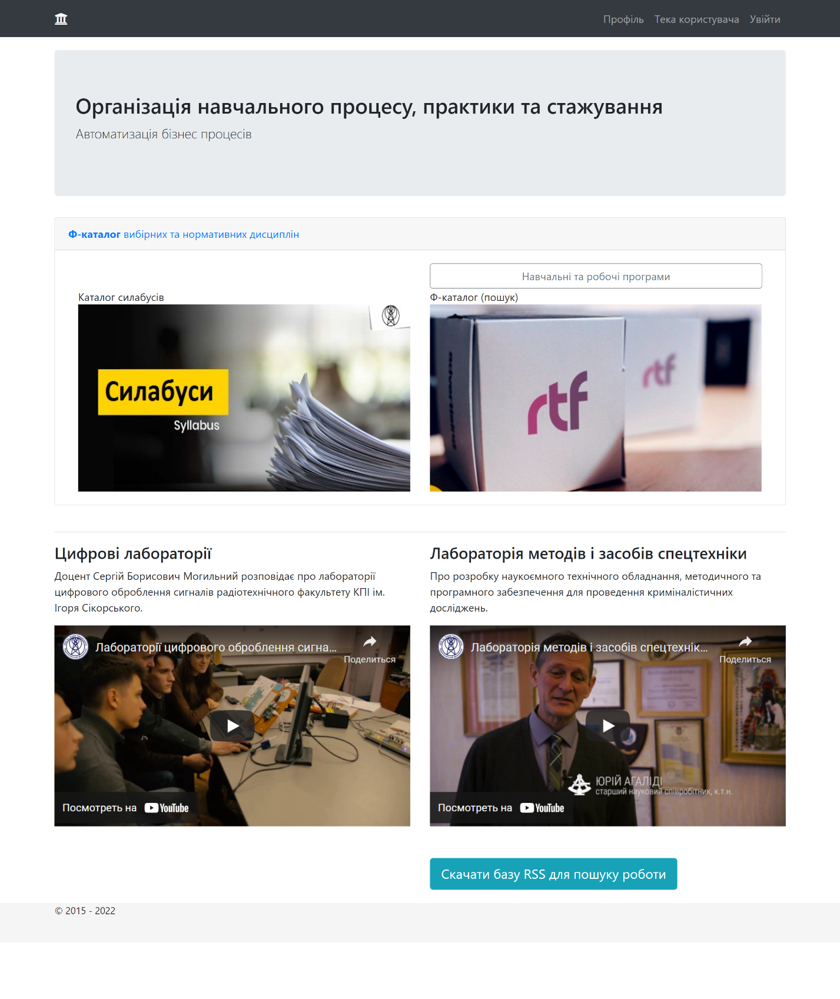 Профіль Тека користувача Увійти
Організація навчального процесу, практики та стажування
Автоматизація бізнес процесів
Ф-каталог вибірних та нормативних дисциплін
Навчальні та робочі програми
Каталог силабусів
Ф-каталог (пошук)
Силабуси
Syllabus
rtf
rtf
Цифрові лабораторії
Доцент Сергій Борисович Могильний розповідає про лабораторії
цифрового оброблення сигналів радіотехнічного факультету КПІ ім.
Ігоря Сікорського.
Лабораторія методів і засобів спецтехніки
Про розробку наукоємного технічного обладнання, методичного та
програмного забезпечення для проведення криміналістичних
досліджень.
Лабораторії цифрового оброблення сигна...
Поделиться
Посмотреть на YouTube
Лабораторія методів і засобів спецтехнік...
Поделиться
ЮРІЙ АГАЛІДІ
старший науковий співробітник, к.т.н.
Посмотреть на YouTube
Скачати базу RSS для пошуку роботи
© 2015 - 2022